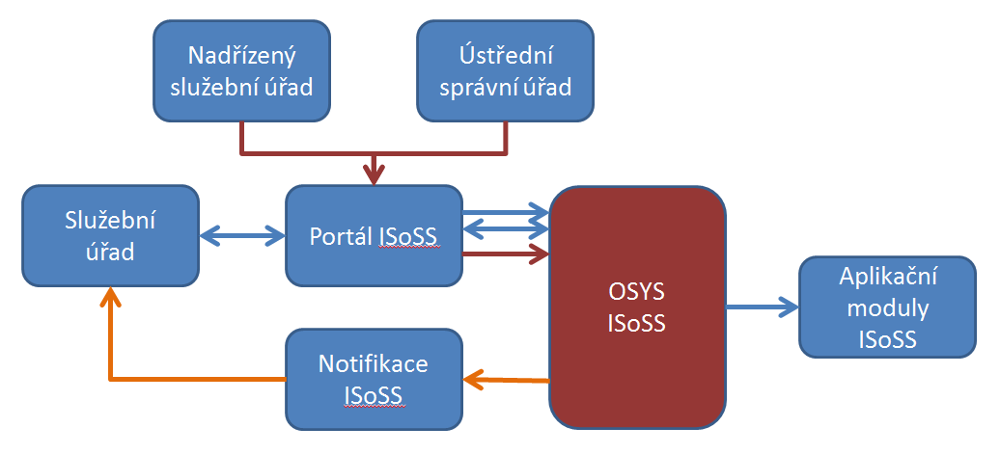 Nadřízený
služební úřad
Ústřední
správní úřad
Služební
úřad
Portál ISoSS
OSYS
ISoSS
Aplikační
moduly
ISoSS
Notifikace
ISoSS